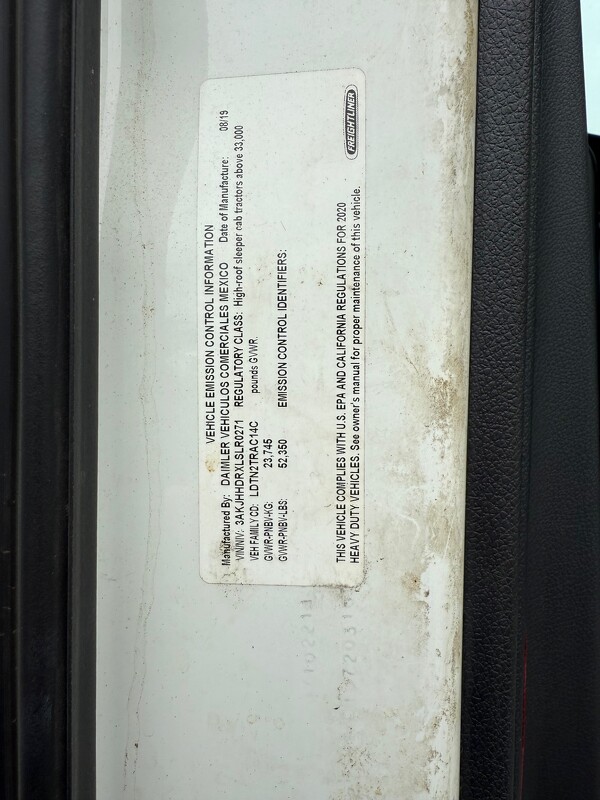 VEHICLE EMISSION CONTROL INFORMATION
Manufactured By: DAIMLER VEHICULOS COMERCIALES MEXICO Date of Manufacture: 08/19
VIN/NIV: 3AKJHHDRXLSLR0271 REGULATORY CLASS: High-roof sleeper cab tractors above 33,000
VEH FAMILY CD: LDTN2TRAC14C pounds GVWR.
GVWR-PNBV-KG: 23,745
GVWR-PNBV-LBS: 52,350 EMISSION CONTROL IDENTIFIERS:
THIS VEHICLE COMPLIES WITH U.S. EPA AND CALIFORNIA REGULATIONS FOR 2020
HEAVY DUTY VEHICLES. See owner's manual for proper maintenance of this vehicle.
FREIGHTLINER